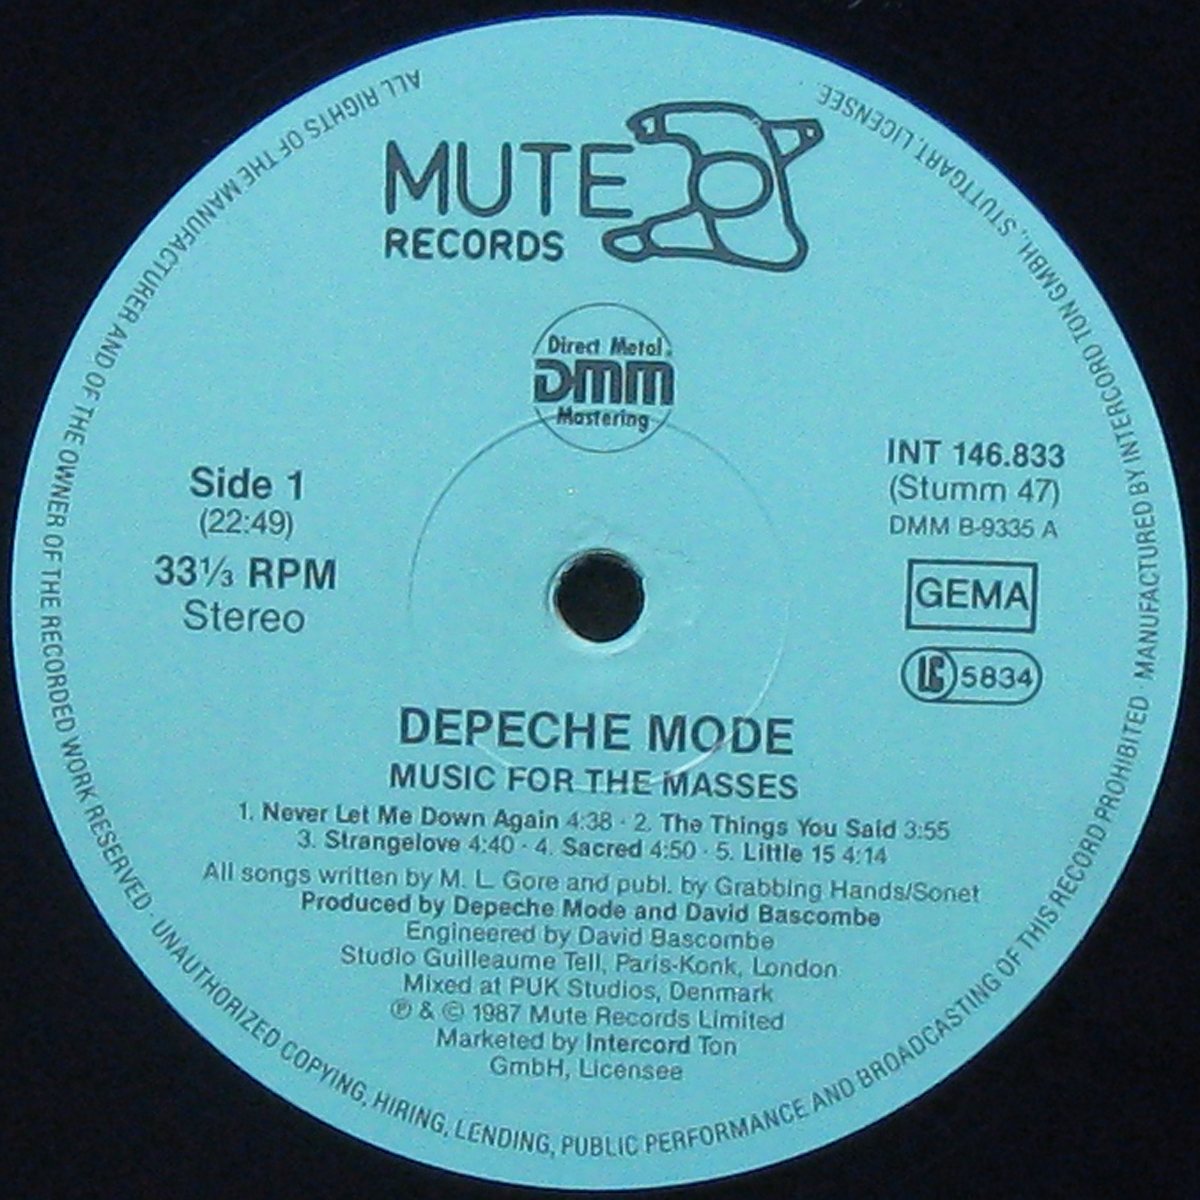 MUTE
RECORDS
Direct Metal
DMM
Mastering
Side 1
(22:49)
33⅓ RPM
Stereo
INT 146.833
(Stumm 47)
DMM B-9335 A
GEMA
LC 5834
DEPECHE MODE
MUSIC FOR THE MASSES
1. Never Let Me Down Again 4:38 · 2. The Things You Said 3:55
3. Strangelove 4:40 · 4. Sacred 4:50 · 5. Little 15 4:14
All songs written by M. L. Gore and publ. by Grabbing Hands/Sonet
Produced by Depeche Mode and David Bascombe
Engineered by David Bascombe
Studio Guilleaume Tell, Paris-Konk, London
Mixed at PUK Studios, Denmark
℗ & © 1987 Mute Records Limited
Marketed by Intercord Ton
GmbH, Licensee
ALL RIGHTS OF THE MANUFACTURER AND OF THE OWNER OF THE RECORDED WORK RESERVED · UNAUTHORIZED COPYING, HIRING, LENDING, PUBLIC PERFORMANCE AND BROADCASTING OF THIS RECORD PROHIBITED MANUFACTURED BY INTERCORD TON GMBH., STUTTGART, LICENSEE.